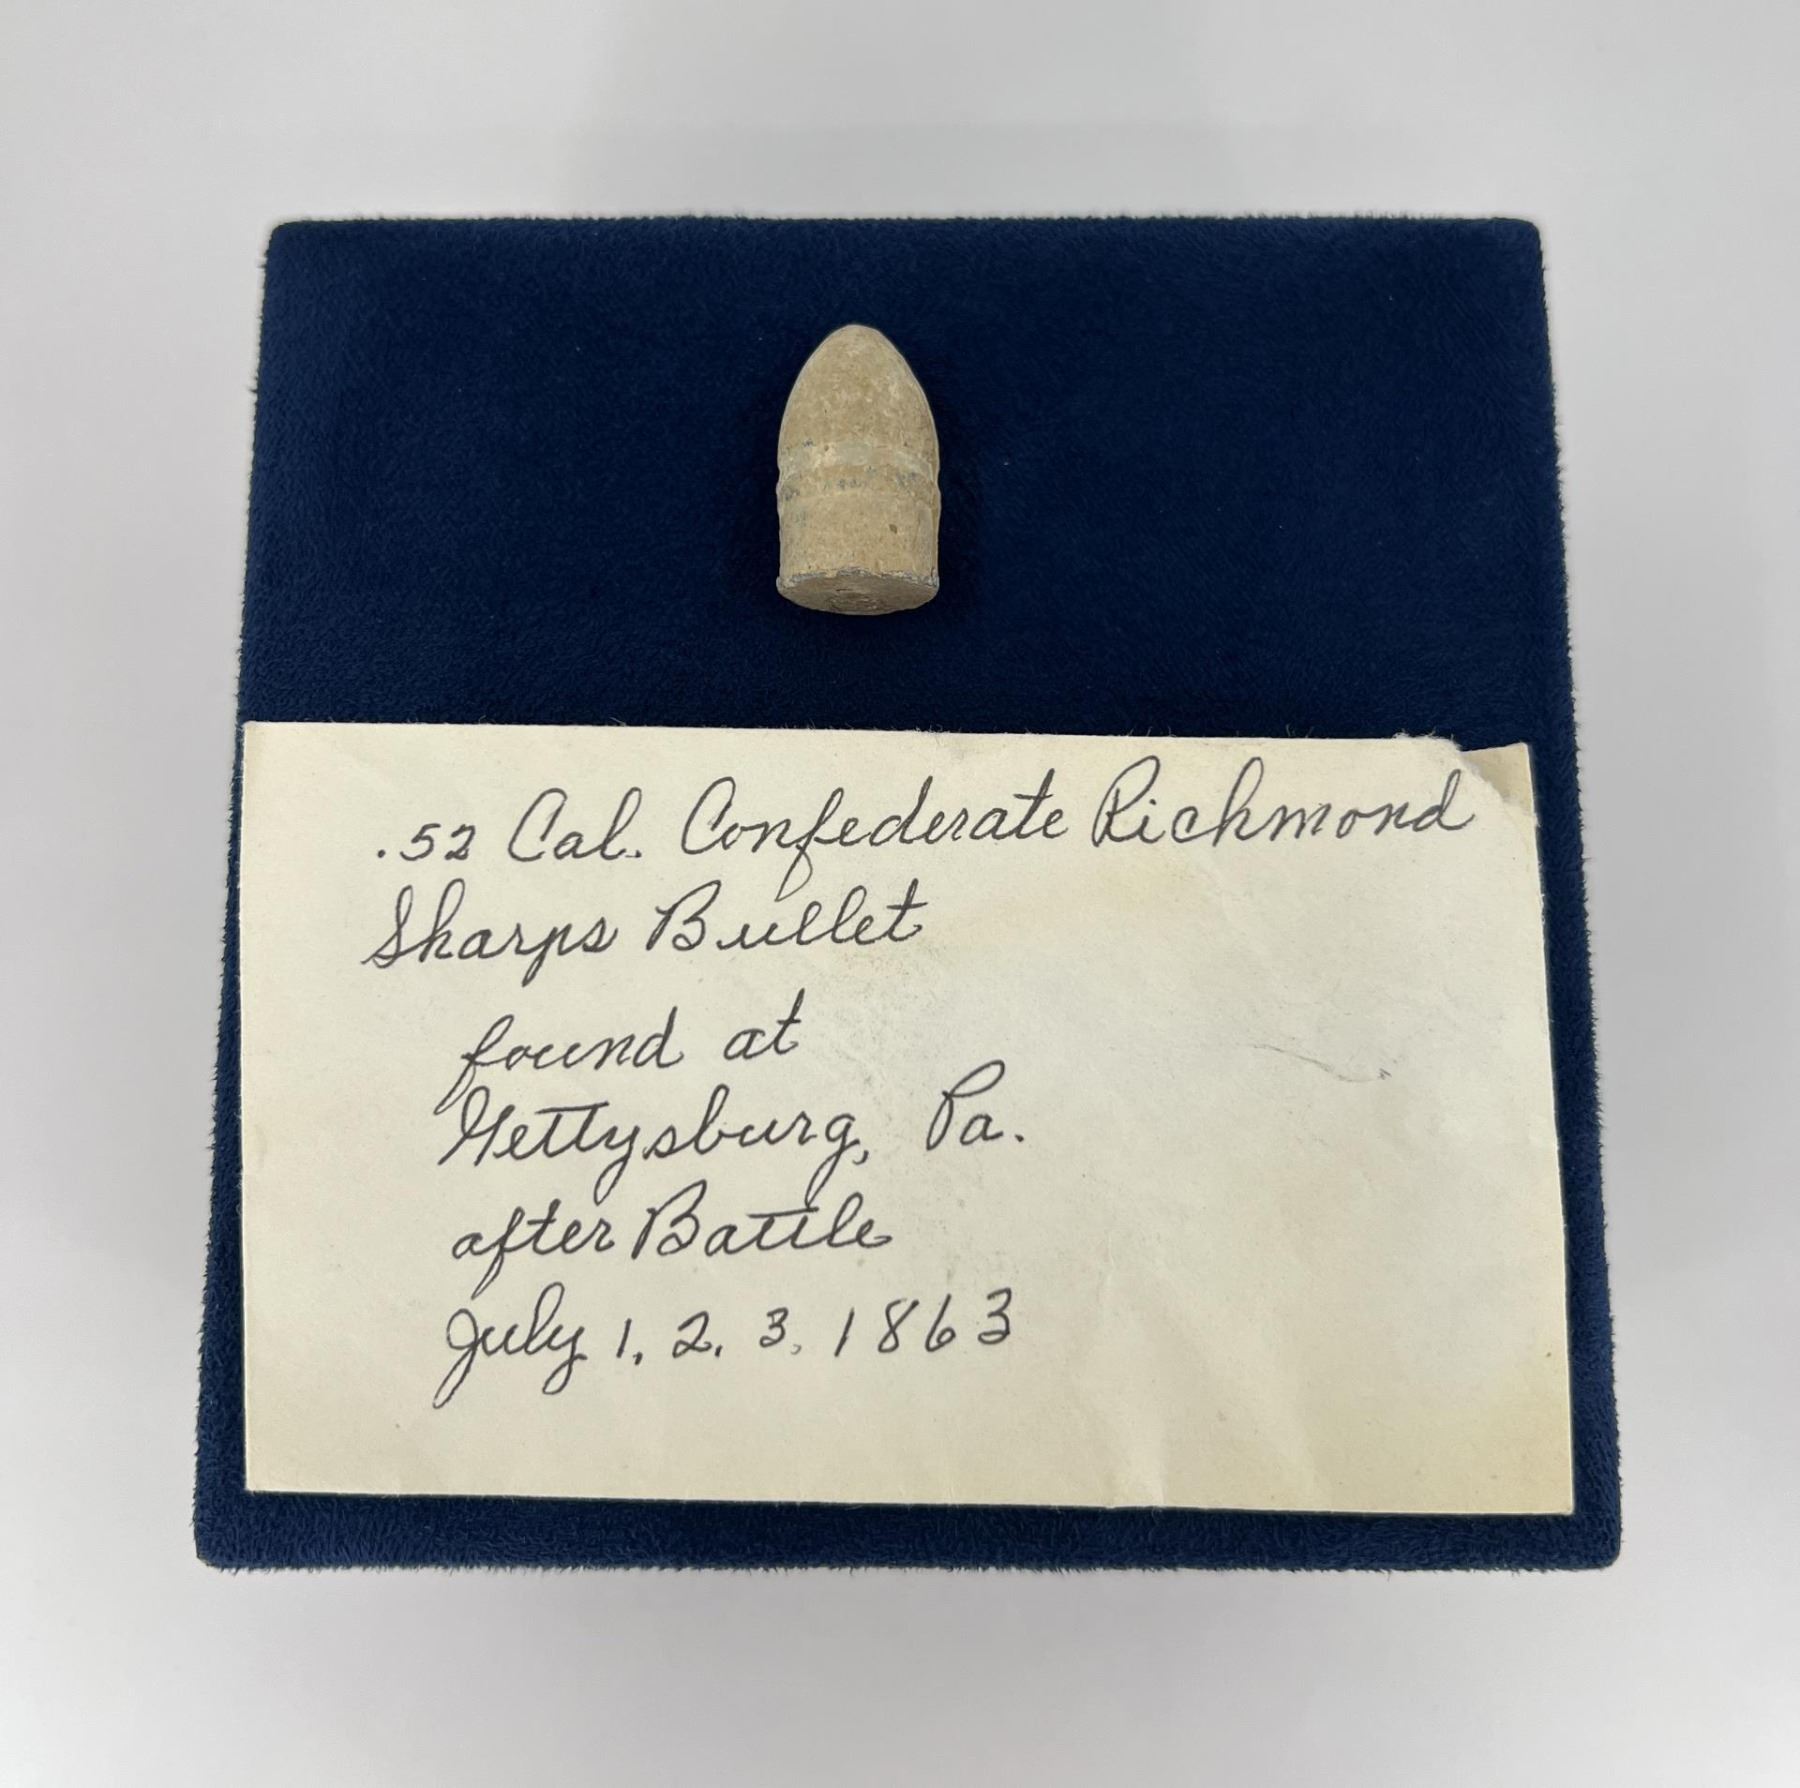 .52 Cal. Confederate Richmond
Sharps Bullet
found at
Gettysburg, Pa.
after Battle
July 1, 2, 3, 1863